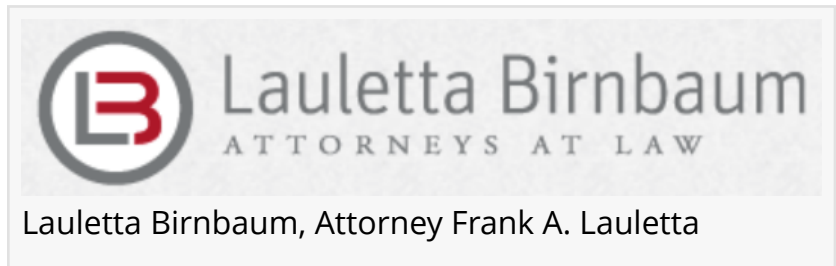 LB
Lauletta Birnbaum
ATTORNEYS AT LAW
Lauletta Birnbaum, Attorney Frank A. Lauletta